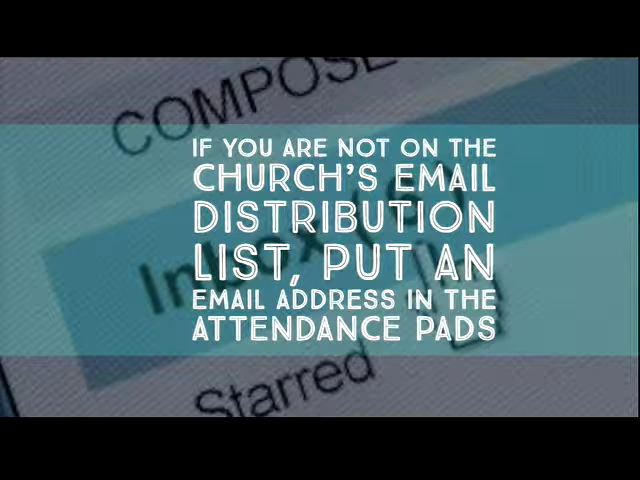 COMPOSE
IF YOU ARE NOT ON THE
CHURCH'S EMAIL
DISTRIBUTION
LIST, PUT AN
EMAIL ADDRESS IN THE
ATTENDANCE PADS
Inbox
Starred